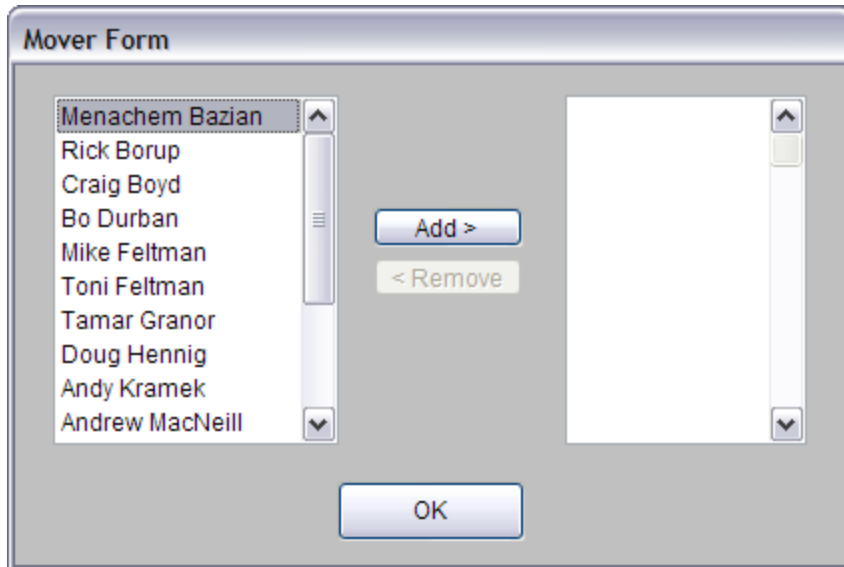 Mover Form
Menachem Bazian
Rick Borup
Craig Boyd
Bo Durban
Mike Feltman
Toni Feltman
Tamar Granor
Doug Hennig
Andy Kramek
Andrew MacNeill
Add >
< Remove
OK